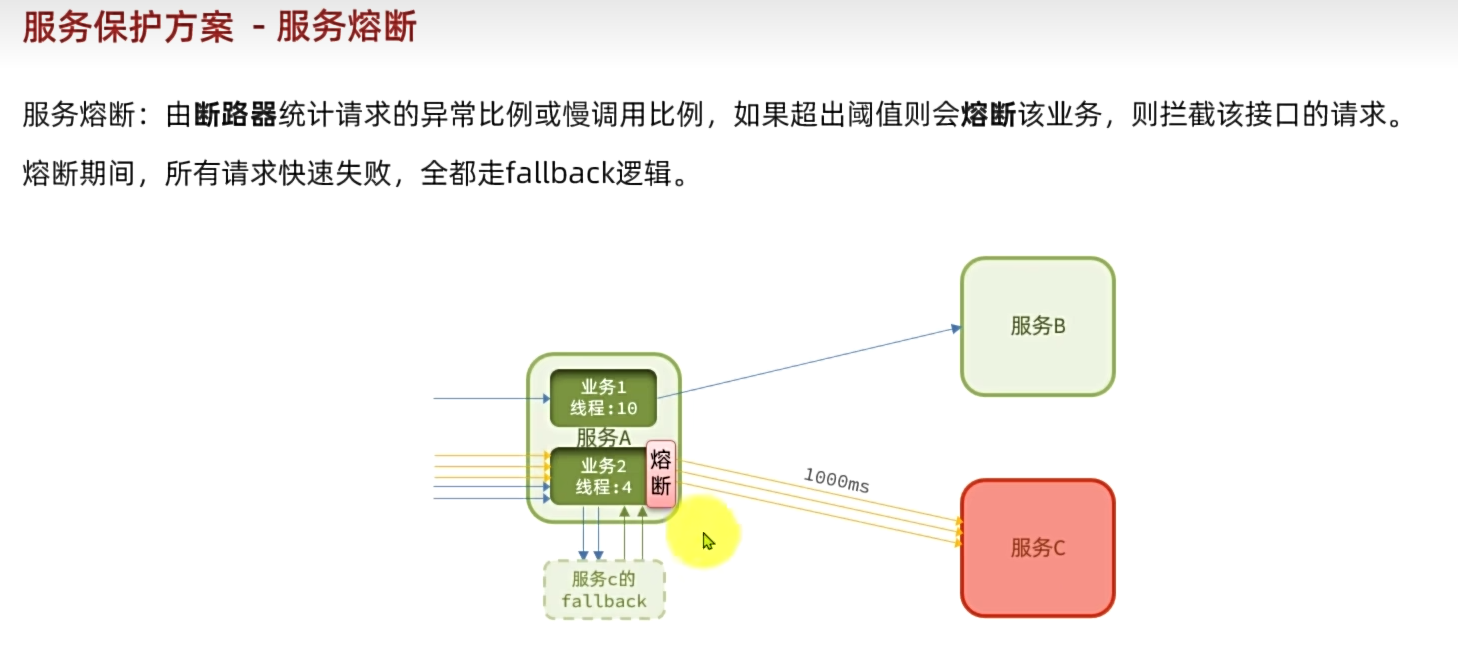 服务保护方案 - 服务熔断
服务熔断：由断路器统计请求的异常比例或慢调用比例，如果超出阈值则会熔断该业务，则拦截该接口的请求。
熔断期间，所有请求快速失败，全都走fallback逻辑。
服务B
业务1
线程:10
服务A
业务2
线程:4
熔
断
1000ms
服务C
服务c的
fallback